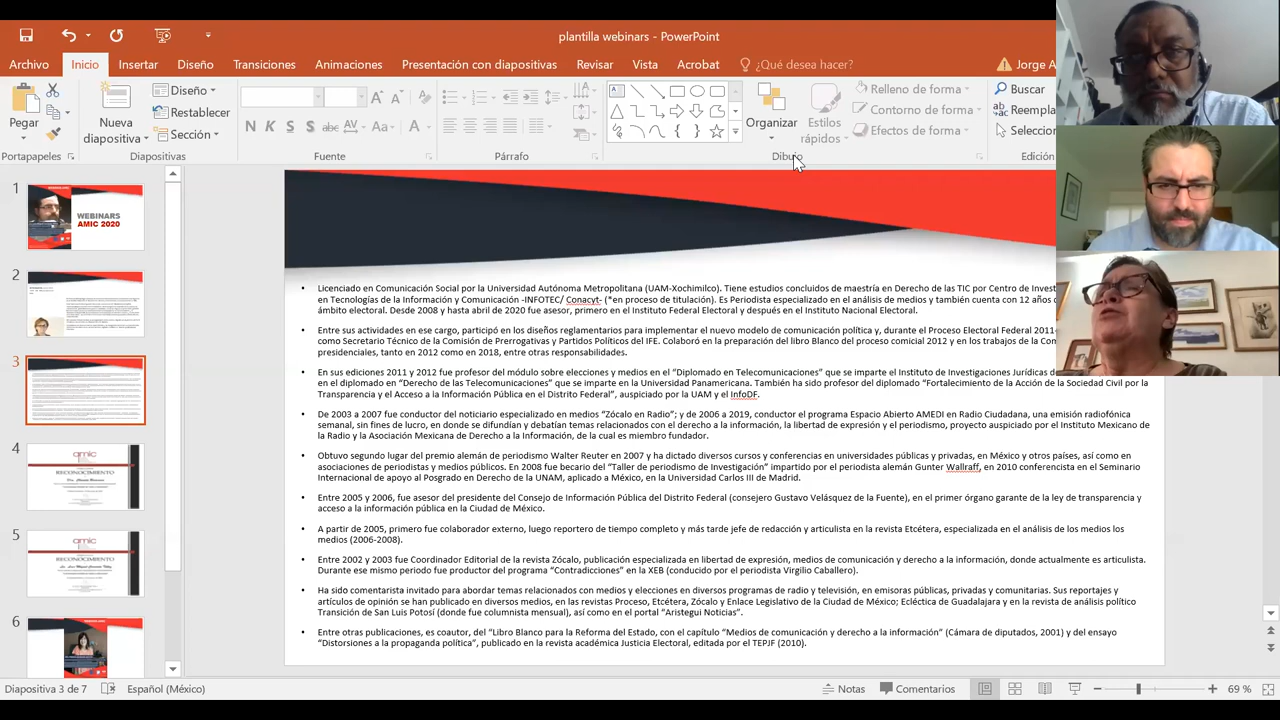 plantilla webinars - PowerPoint
Archivo Inicio Insertar Diseño Transiciones Animaciones Presentación con diapositivas Revisar Vista Acrobat ¿Qué desea hacer? Jorge A
Pegar
Nueva diapositiva
Diseño
Restablecer
Sección
N K S S abc AV Aa A
Organizar
Estilos rápidos
Relleno de forma
Contorno de forma
Efectos de forma
Buscar
Reempla
Seleccio
Portapapeles Diapositivas Fuente Párrafo Dibujo Edición
1
WEBINARS
AMIC 2020
2
3
4
amic
RECONOCIMIENTO
5
amic
RECONOCIMIENTO
6
• Licenciado en Comunicación Social por la Universidad Autónoma Metropolitana (UAM-Xochimilco). Tiene estudios concluidos de maestría en Derecho de las TIC por Centro de Invest
en Tecnologías de la Información y Comunicación -INFOTEC/ Conacyt- (*en proceso de titulación). Es Periodista especializado en el análisis de medios y también cuenta con 12 años c
ámbito electoral. Desde 2008 y hasta abril de 2020 fue asesor, primero en el Instituto Federal Electoral y después en el Instituto Nacional Electoral.
• Entre sus actividades en ese cargo, participó en los diseños reglamentarios para implementar el nuevo modelo de comunicación política y, durante el Proceso Electoral Federal 2011-
como Secretario Técnico de la Comisión de Prerrogativas y Partidos Políticos del IFE. Colaboró en la preparación del libro Blanco del proceso comicial 2012 y en los trabajos de la Com
presidenciales, tanto en 2012 como en 2018, entre otras responsabilidades.
• En sus ediciones 2011 y 2012 fue profesor del módulo sobre elecciones y medios en el "Diplomado en Telecomunicaciones" que se imparte el Instituto de Investigaciones Jurídicas d
en el diplomado en "Derecho de las Telecomunicaciones" que se imparte en la Universidad Panamericana. También ha sido profesor del diplomado "Fortalecimiento de la Acción de la Sociedad Civil por la
Transparencia y el Acceso a la Información Pública en el Distrito Federal", auspiciado por la UAM y el InfoDF.
• De 2003 a 2007 fue conductor del noticiario especializado en medios "Zócalo en Radio"; y de 2006 a 2019, conductor el programa Espacio Abierto AMEDI en Radio Ciudadana, una emisión radiofónica
semanal, sin fines de lucro, en donde se difundían y debatían temas relacionados con el derecho a la información, la libertad de expresión y el periodismo, proyecto auspiciado por el Instituto Mexicano de
la Radio y la Asociación Mexicana de Derecho a la Información, de la cual es miembro fundador.
• Obtuvo segundo lugar del premio alemán de periodismo Walter Reuter en 2007 y ha dictado diversos cursos y conferencias en universidades públicas y privadas, en México y otros países, así como en
asociaciones de periodistas y medios públicos. En 2007 fue becario del "Taller de periodismo de investigación" impartido por el periodista alemán Gunter Wallraff, en 2010 conferencista en el Seminario
Intensivo de apoyo al Posgrado en Derecho de la UNAM, aplicado a México, en la Universidad Carlos III de Madrid.
• Entre 2005 y 2006, fue asesor del presidente del Consejo de Información Pública del Distrito Federal (consejero Octavio Velásquez de la Fuente), en el primer órgano garante de la ley de transparencia y
acceso a la información pública en la Ciudad de México.
• A partir de 2005, primero fue colaborador externo, luego reportero de tiempo completo y más tarde jefe de redacción y articulista en la revista Etcétera, especializada en el análisis de los medios los
medios (2006-2008).
• Entre 2002 y 2003 fue Coordinador Editorial de la revista Zócalo, publicación especializada en libertad de expresión, medios de comunicación y derecho a la información, donde actualmente es articulista.
Durante ese mismo periodo fue productor del programa "Contradicciones" en la XEB (conducido por el periodista Virgilio Caballero).
• Ha sido comentarista invitado para abordar temas relacionados con medios y elecciones en diversos programas de radio y televisión, en emisoras públicas, privadas y comunitarias. Sus reportajes y
artículos de opinión se han publicado en diversos medios, en las revistas Proceso, Etcétera, Zócalo y Enlace Legislativo de la Ciudad de México; Ecléctica de Guadalajara y en la revista de análisis político
Transición de San Luis Potosí (donde fue columnista mensual), así como en el portal "Aristegui Noticias".
• Entre otras publicaciones, es coautor, del "Libro Blanco para la Reforma del Estado, con el capítulo "Medios de comunicación y derecho a la información" (Cámara de diputados, 2001) y del ensayo
"Distorsiones a la propaganda política", publicado en la revista académica Justicia Electoral, editada por el TEPJF (2010).
Diapositiva 3 de 7 Español (México) Notas Comentarios 69 %